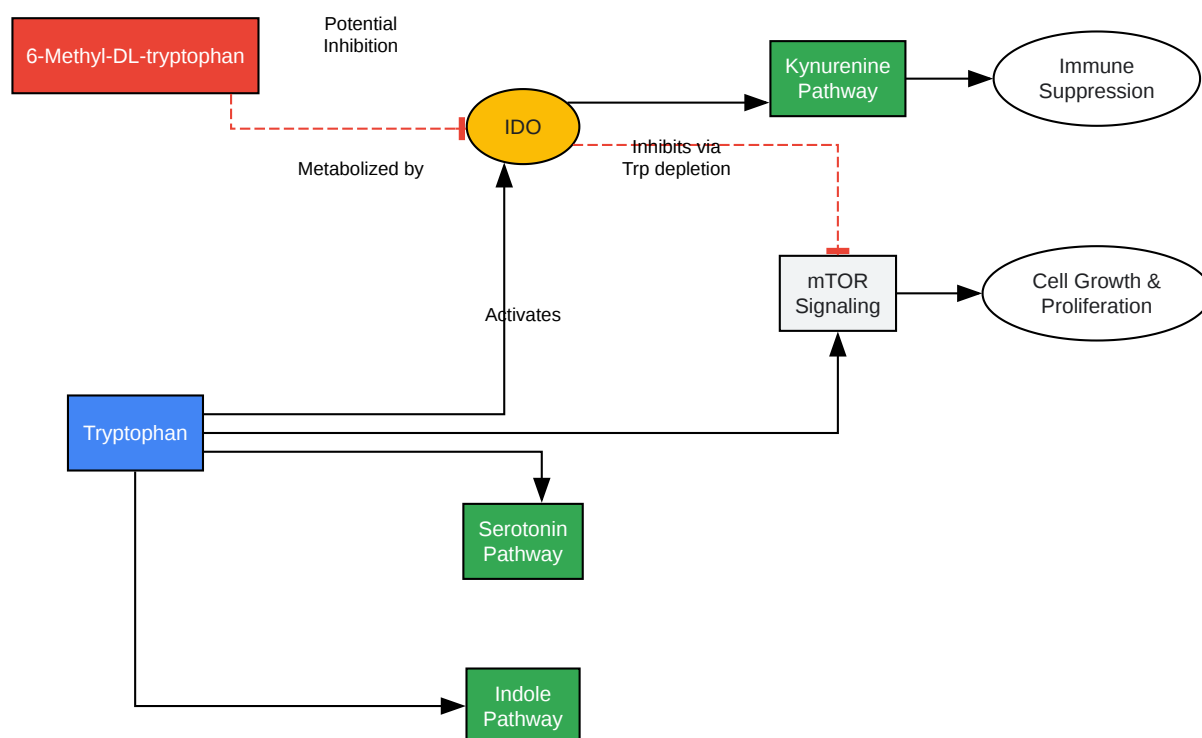 Potential
Inhibition
6-Methyl-DL-tryptophan
Kynurenine
Pathway
Immune
Suppression
IDO
Metabolized by
Inhibits via
Trp depletion
mTOR
Signaling
Cell Growth &
Proliferation
Activates
Tryptophan
Serotonin
Pathway
Indole
Pathway